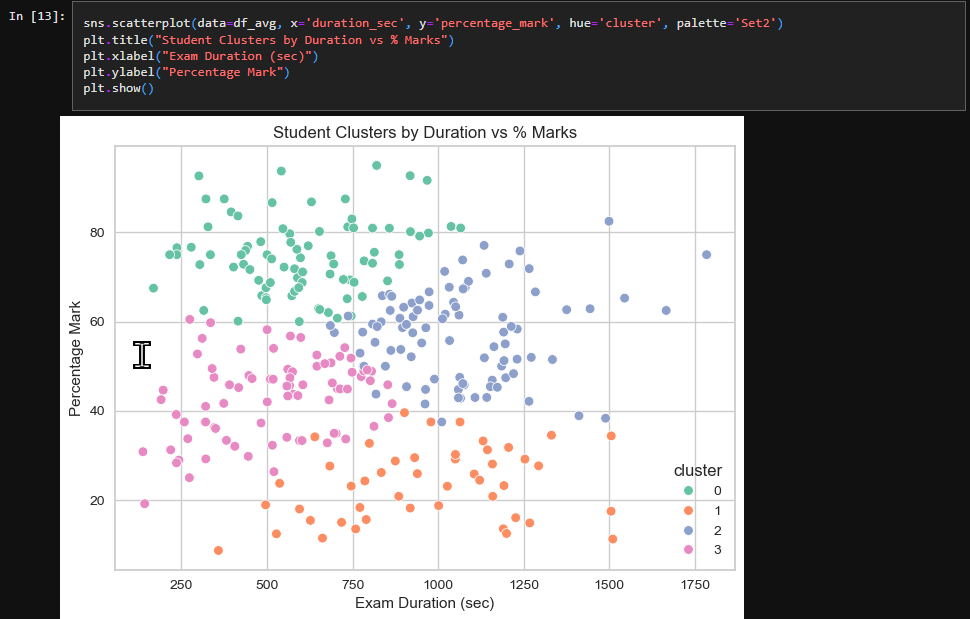 In [13]:
sns.scatterplot(data=df_avg, x='duration_sec', y='percentage_mark', hue='cluster', palette='Set2')
plt.title("Student Clusters by Duration vs % Marks")
plt.xlabel("Exam Duration (sec)")
plt.ylabel("Percentage Mark")
plt.show()
Student Clusters by Duration vs % Marks
Percentage Mark
80
60
40
20
cluster
0
1
2
3
250 500 750 1000 1250 1500 1750
Exam Duration (sec)